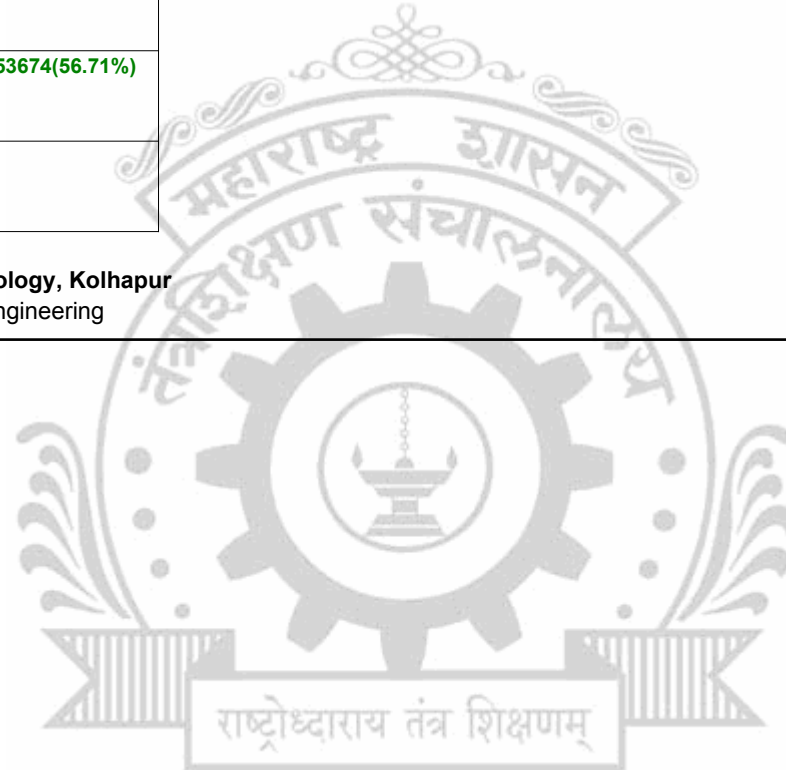 53674(56.71%)
ology, Kolhapur
ngineering
महाराष्ट्र शासन
तंत्रशिक्षण संचालनालय
राष्ट्रोध्दाराय तंत्र शिक्षणम्